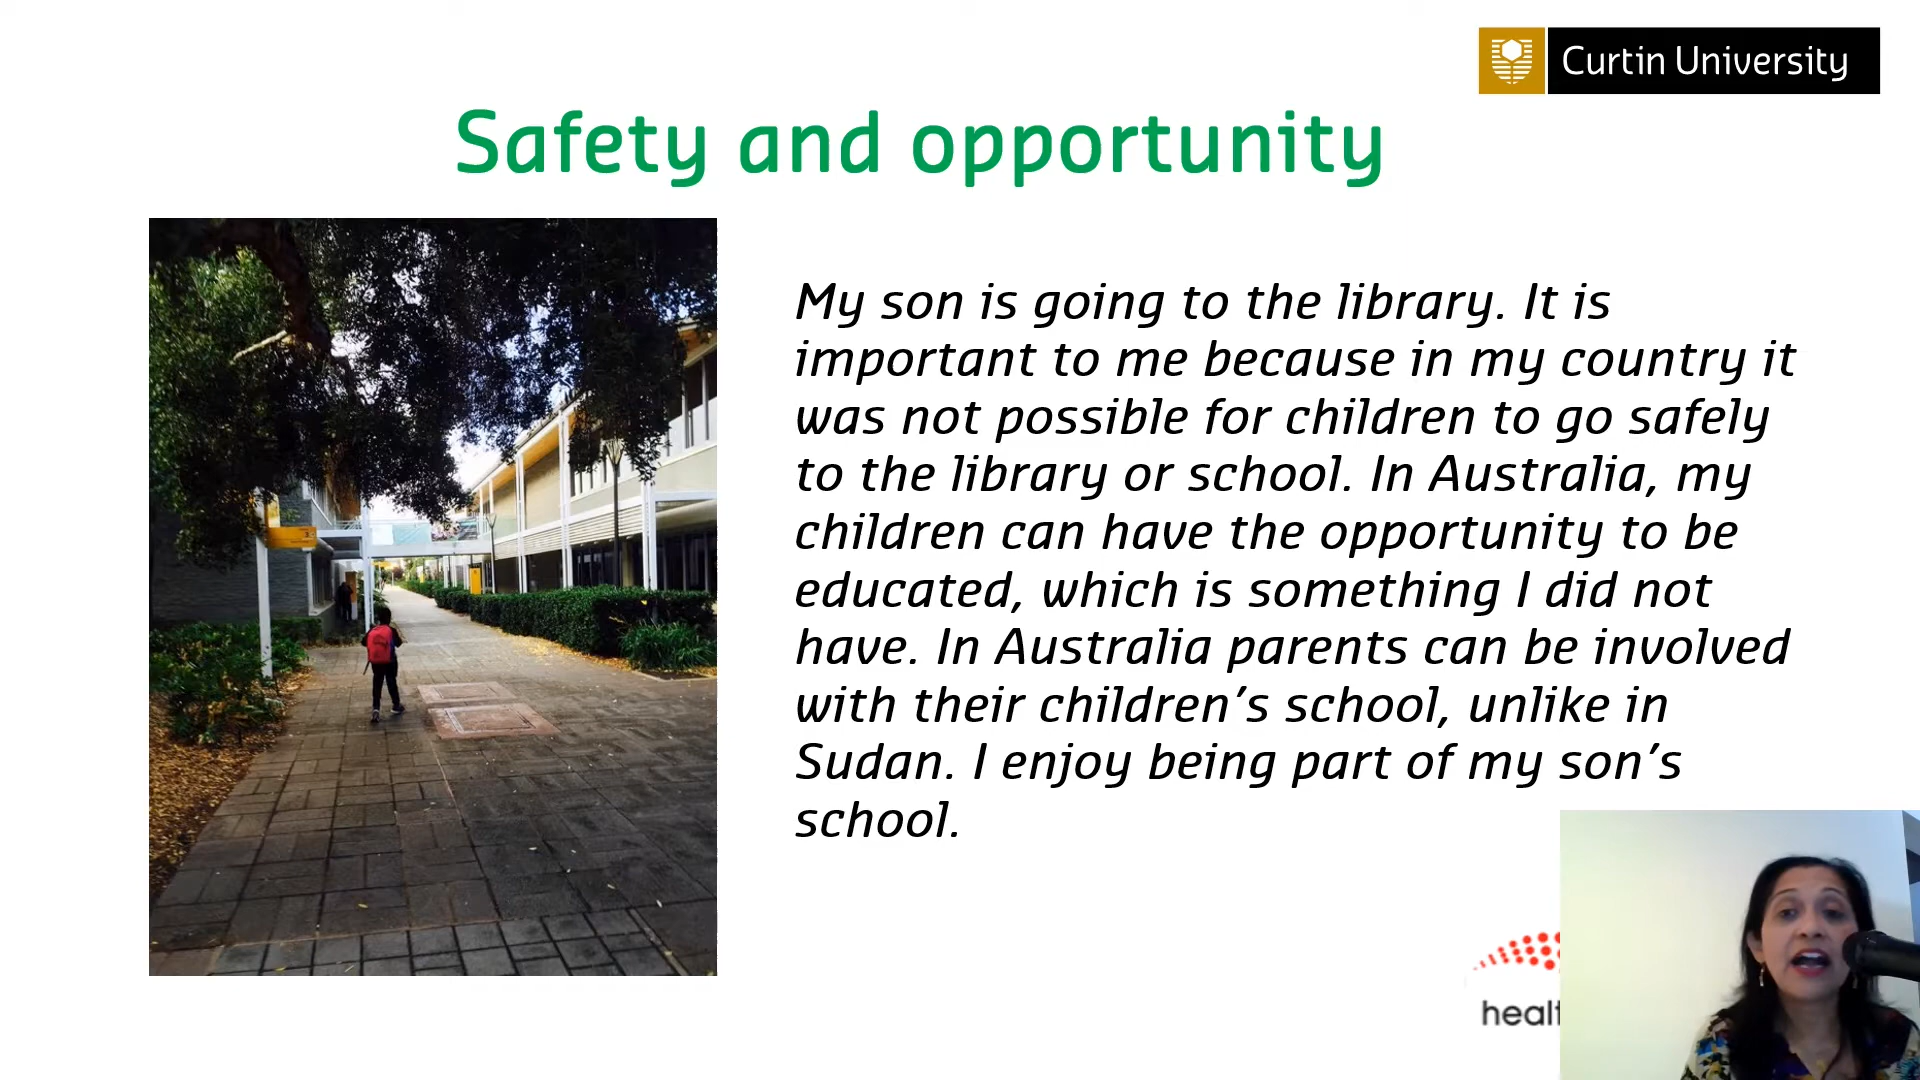 Curtin University
Safety and opportunity
My son is going to the library. It is
important to me because in my country it
was not possible for children to go safely
to the library or school. In Australia, my
children can have the opportunity to be
educated, which is something I did not
have. In Australia parents can be involved
with their children’s school, unlike in
Sudan. I enjoy being part of my son’s
school.